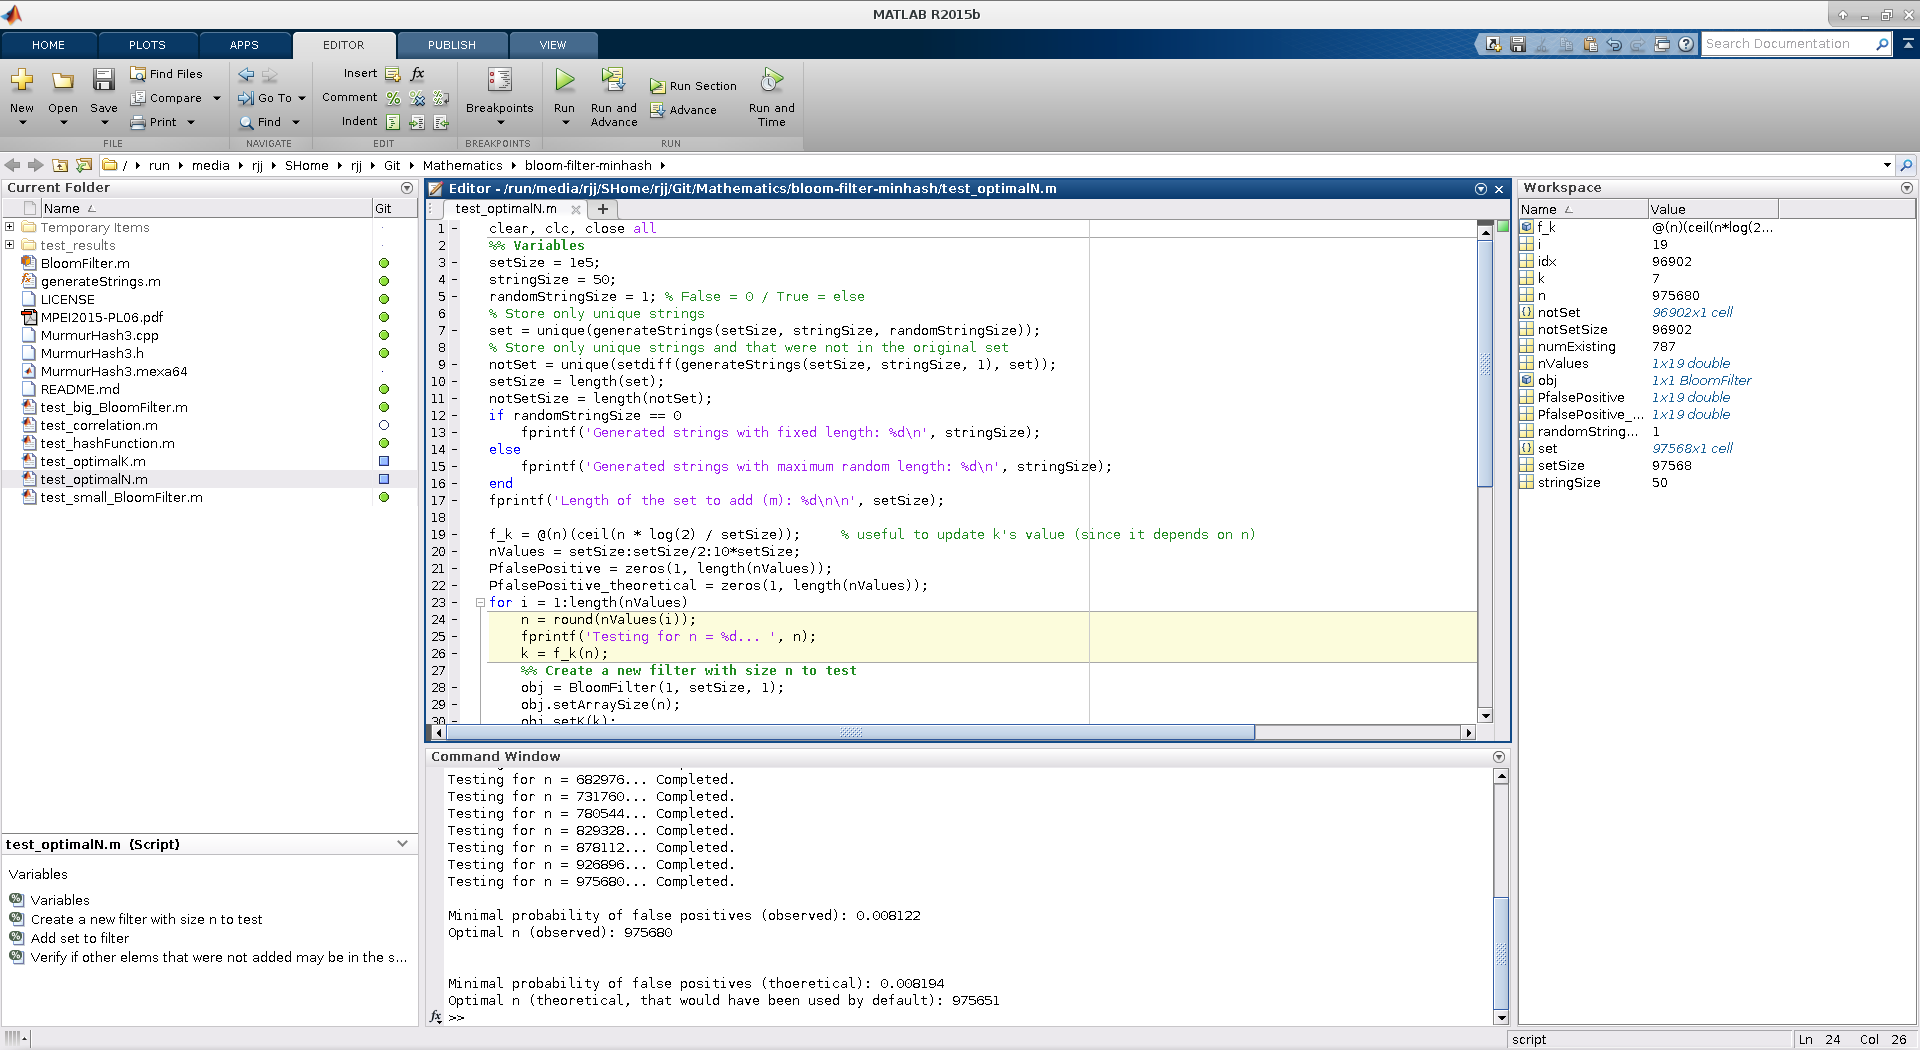 MATLAB R2015b
HOME PLOTS APPS EDITOR PUBLISH VIEW
Search Documentation
New Open Save Find Files Compare Print
FILE
Go To Find
NAVIGATE
Insert fx
Comment
Indent
EDIT
Breakpoints
BREAKPOINTS
Run Run and Advance Run Section Advance Run and Time
RUN
/ run media rjj SHome rjj Git Mathematics bloom-filter-minhash
Current Folder
Name Git
Temporary Items
test_results
BloomFilter.m
generateStrings.m
LICENSE
MPEI2015-PL06.pdf
MurmurHash3.cpp
MurmurHash3.h
MurmurHash3.mexa64
README.md
test_big_BloomFilter.m
test_correlation.m
test_hashFunction.m
test_optimalK.m
test_optimalN.m
test_small_BloomFilter.m
test_optimalN.m (Script)
Variables
Variables
Create a new filter with size n to test
Add set to filter
Verify if other elems that were not added may be in the s...
Editor - /run/media/rjj/SHome/rjj/Git/Mathematics/bloom-filter-minhash/test_optimalN.m
test_optimalN.m
1 - clear, clc, close all
2 %% Variables
3 - setSize = 1e5;
4 - stringSize = 50;
5 - randomStringSize = 1; % False = 0 / True = else
6 % Store only unique strings
7 - set = unique(generateStrings(setSize, stringSize, randomStringSize));
8 % Store only unique strings and that were not in the original set
9 - notSet = unique(setdiff(generateStrings(setSize, stringSize, 1), set));
10 - setSize = length(set);
11 - notSetSize = length(notSet);
12 - if randomStringSize == 0
13 - fprintf('Generated strings with fixed length: %d\n', stringSize);
14 - else
15 - fprintf('Generated strings with maximum random length: %d\n', stringSize);
16 - end
17 - fprintf('Length of the set to add (m): %d\n\n', setSize);
18
19 - f_k = @(n)(ceil(n * log(2) / setSize)); % useful to update k's value (since it depends on n)
20 - nValues = setSize:setSize/2:10*setSize;
21 - PfalsePositive = zeros(1, length(nValues));
22 - PfalsePositive_theoretical = zeros(1, length(nValues));
23 - for i = 1:length(nValues)
24 - n = round(nValues(i));
25 - fprintf('Testing for n = %d... ', n);
26 - k = f_k(n);
27 %% Create a new filter with size n to test
28 - obj = BloomFilter(1, setSize, 1);
29 - obj.setArraySize(n);
30 - obj.setK(k);
Command Window
Testing for n = 682976... Completed.
Testing for n = 731760... Completed.
Testing for n = 780544... Completed.
Testing for n = 829328... Completed.
Testing for n = 878112... Completed.
Testing for n = 926896... Completed.
Testing for n = 975680... Completed.
Minimal probability of false positives (observed): 0.008122
Optimal n (observed): 975680
Minimal probability of false positives (thoeretical): 0.008194
Optimal n (theoretical, that would have been used by default): 975651
fx >>
Workspace
Name Value
f_k @(n)(ceil(n*log(2...
i 19
idx 96902
k 7
n 975680
notSet 96902x1 cell
notSetSize 96902
numExisting 787
nValues 1x19 double
obj 1x1 BloomFilter
PfalsePositive 1x19 double
PfalsePositive_... 1x19 double
randomString... 1
set 97568x1 cell
setSize 97568
stringSize 50
script Ln 24 Col 26